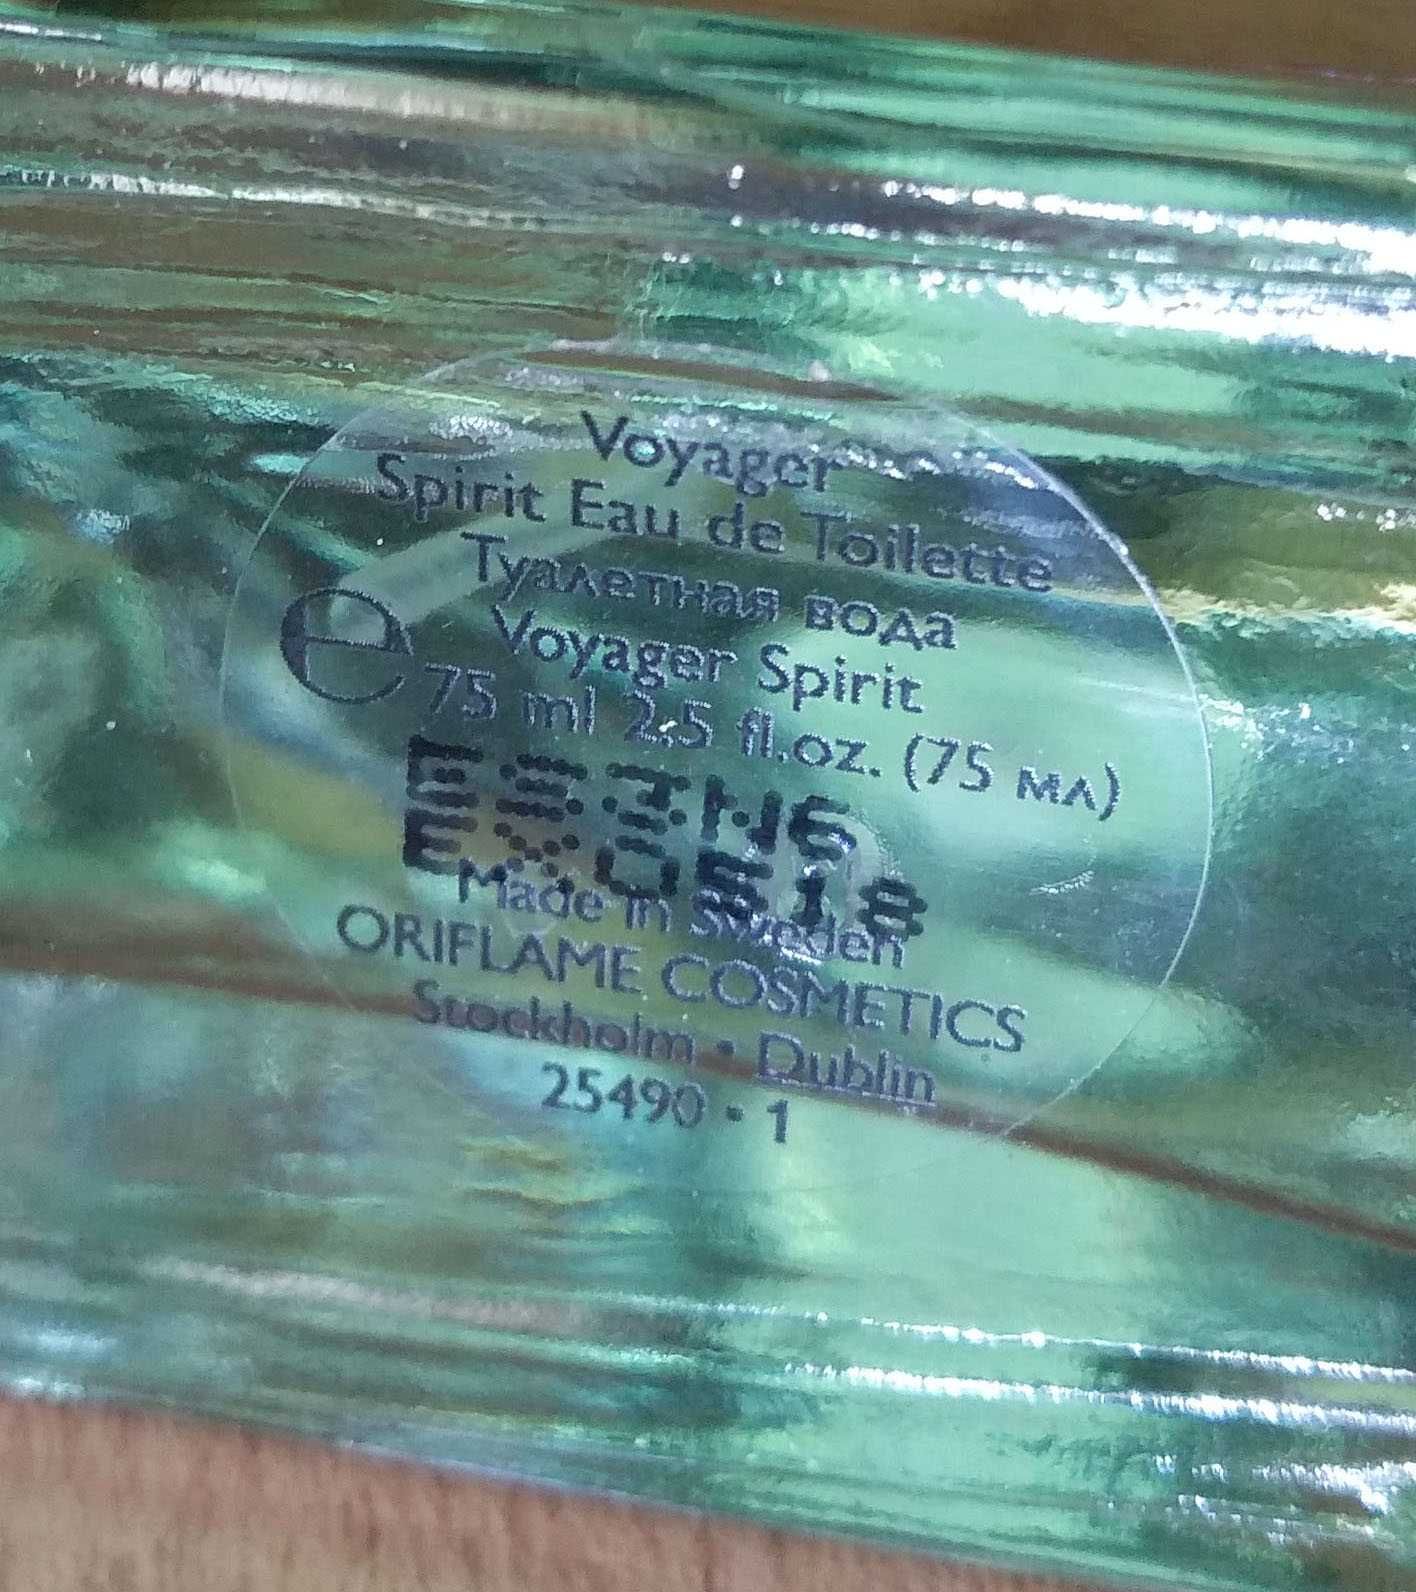 Voyager
Spirit Eau de Toilette
Туалетная вода
Voyager Spirit
e 75 ml 2.5 fl.oz. (75 мл)
Made in Sweden
ORIFLAME COSMETICS
Stockholm • Dublin
25490 • 1